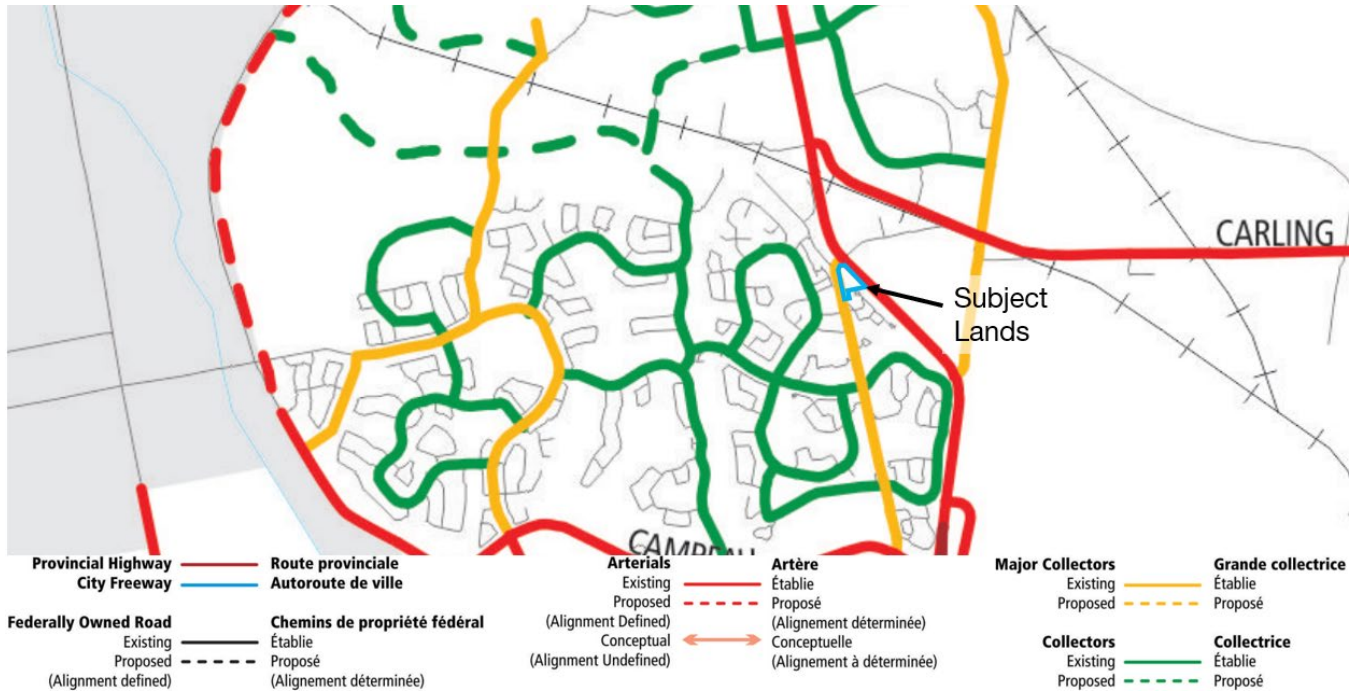 CARLING
Subject
Lands
CAMPEAU
Provincial Highway Route provinciale
City Freeway Autoroute de ville
Federally Owned Road Chemins de propriété fédéral
Existing Établie
Proposed Proposé
(Alignment defined) (Alignement déterminée)
Arterials Artère
Existing Établie
Proposed Proposé
(Alignment Defined) (Alignement déterminée)
Conceptual Conceptuelle
(Alignment Undefined) (Alignement à déterminée)
Major Collectors Grande collectrice
Existing Établie
Proposed Proposé
Collectors Collectrice
Existing Établie
Proposed Proposé